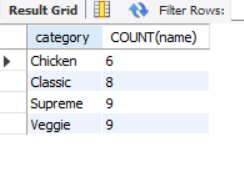 Result Grid Filter Rows:
category COUNT(name)
Chicken 6
Classic 8
Supreme 9
Veggie 9